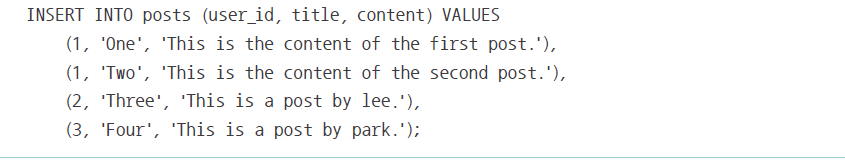 INSERT INTO posts (user_id, title, content) VALUES
(1, 'One', 'This is the content of the first post.'),
(1, 'Two', 'This is the content of the second post.'),
(2, 'Three', 'This is a post by lee.'),
(3, 'Four', 'This is a post by park.');